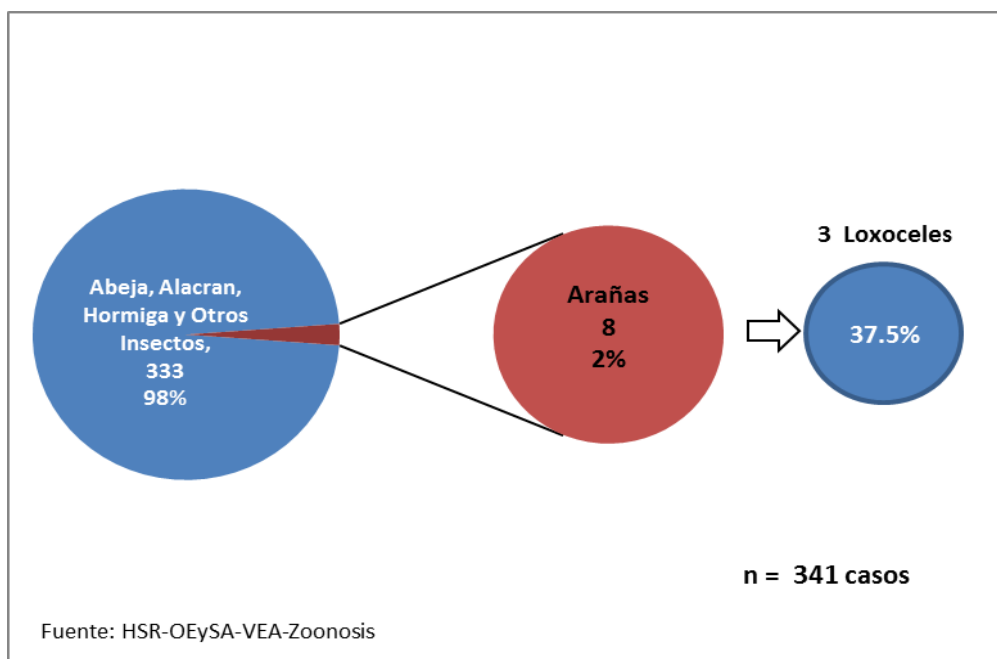 Abeja, Alacran,
Hormiga y Otros
Insectos,
333
98%
Arañas
8
2%
3 Loxoceles
37.5%
n = 341 casos
Fuente: HSR-OEySA-VEA-Zoonosis